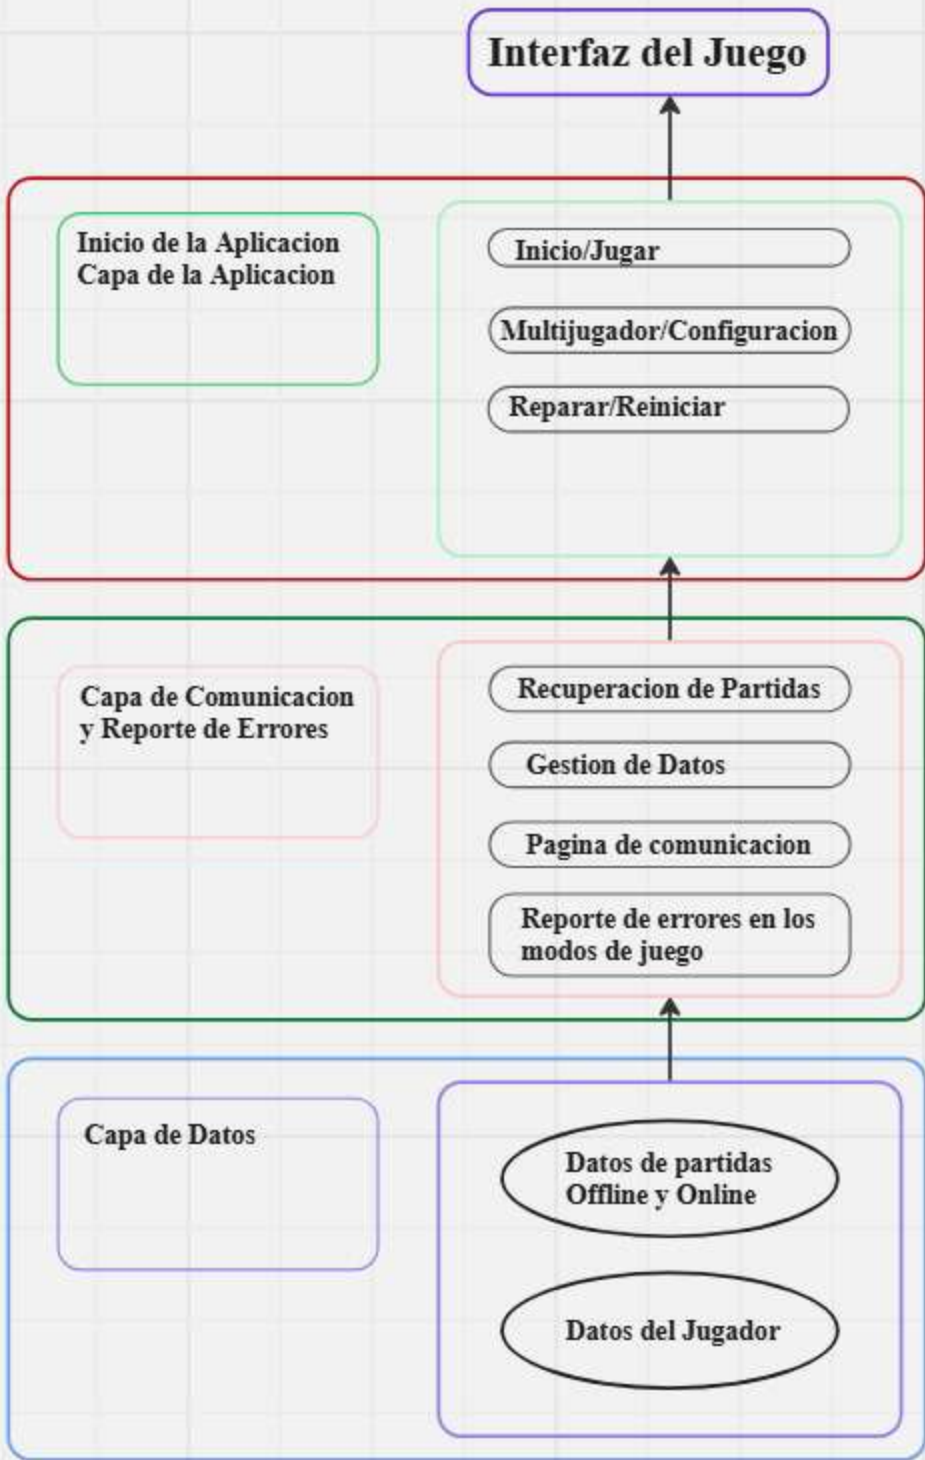 Interfaz del Juego
Inicio de la Aplicacion
Capa de la Aplicacion
Inicio/Jugar
Multijugador/Configuracion
Reparar/Reiniciar
Capa de Comunicacion
y Reporte de Errores
Recuperacion de Partidas
Gestion de Datos
Pagina de comunicacion
Reporte de errores en los
modos de juego
Capa de Datos
Datos de partidas
Offline y Online
Datos del Jugador